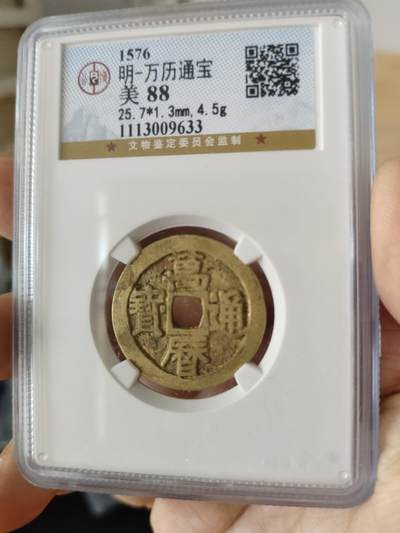 1576
明-万历通宝
美 88
25.7*1.3mm, 4.5g
1113009633
★ 文物鉴定委员会监制 ★
萬
曆
通
寶